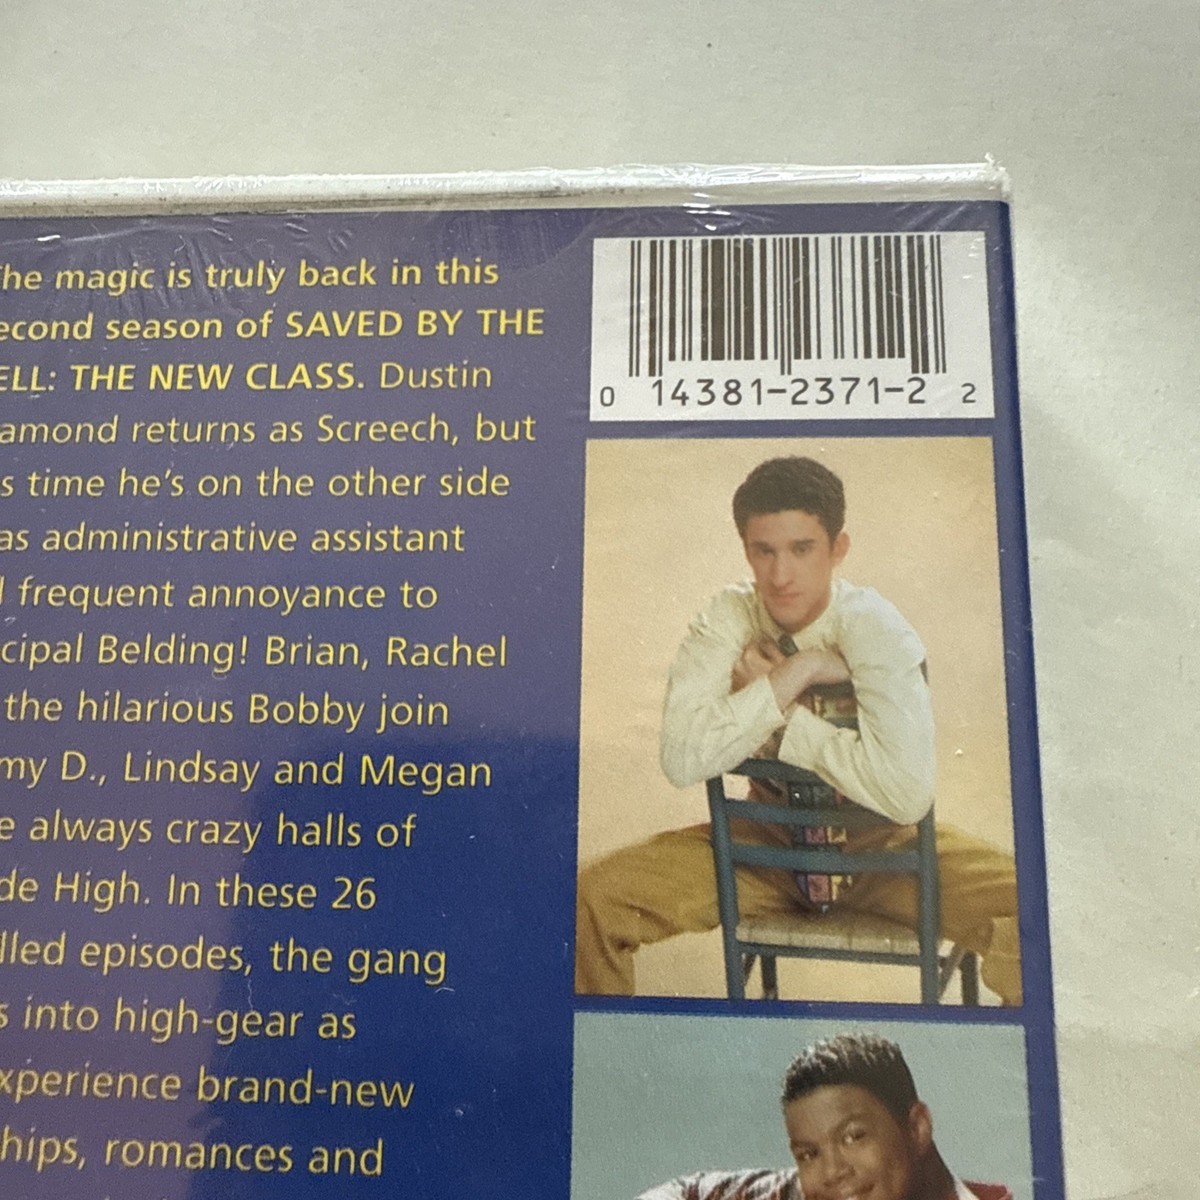 he magic is truly back in this
econd season of SAVED BY THE
ELL: THE NEW CLASS. Dustin
amond returns as Screech, but
s time he's on the other side
as administrative assistant
frequent annoyance to
cipal Belding! Brian, Rachel
the hilarious Bobby join
my D., Lindsay and Megan
e always crazy halls of
de High. In these 26
lled episodes, the gang
s into high-gear as
xperience brand-new
hips, romances and
0 14381-2371-2 2